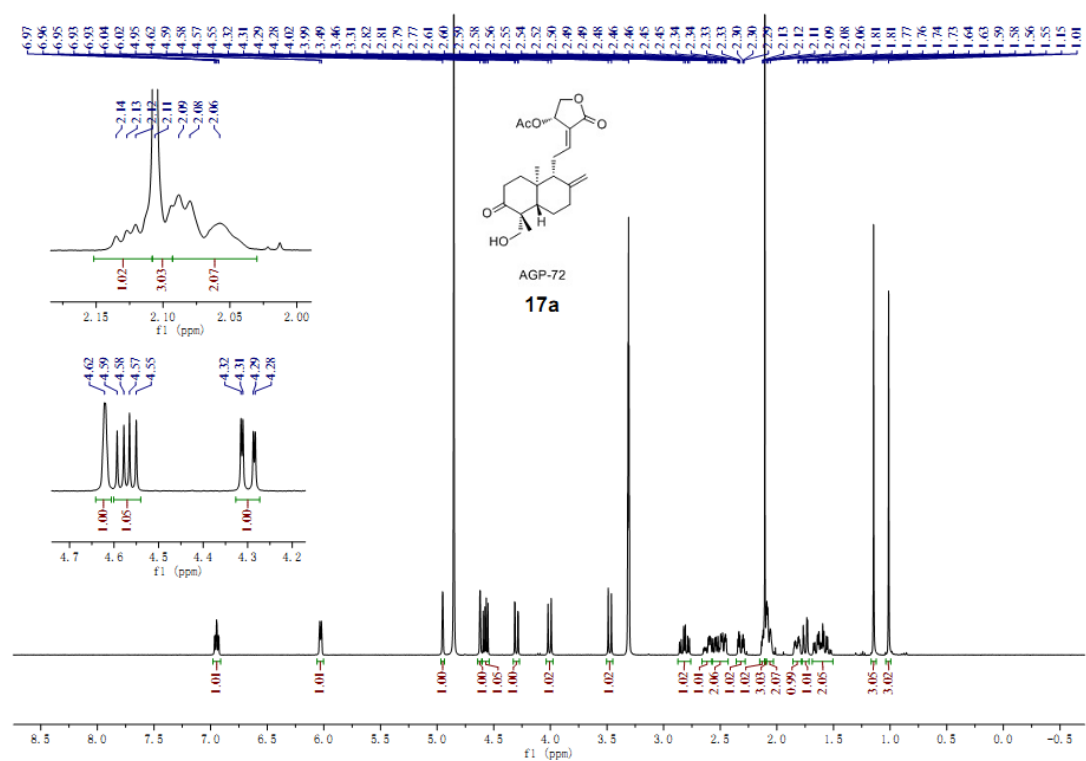 6.97 6.96 6.95 6.93 6.93 6.04 6.02 4.95 4.62 4.59 4.58 4.57 4.55 4.32 4.31 4.29 4.28 4.02 3.99 3.49 3.46 3.31 2.82 2.81 2.79 2.77 2.61 2.60 2.59 2.58 2.56 2.55 2.54 2.52 2.50 2.49 2.49 2.48 2.46 2.46 2.45 2.45 2.34 2.34 2.33 2.33 2.30 2.30 2.29 2.13 2.12 2.11 2.09 2.08 2.06 1.81 1.81 1.77 1.76 1.74 1.73 1.64 1.63 1.59 1.58 1.56 1.55 1.15 1.01
2.14 2.13 2.12 2.11 2.09 2.08 2.06
1.02 3.03 2.07
2.15 2.10 2.05 2.00
f1 (ppm)
O
AcO O
O
H
HO
AGP-72
17a
4.62 4.59 4.58 4.57 4.55 4.32 4.31 4.29 4.28
1.00 1.05 1.00
4.7 4.6 4.5 4.4 4.3 4.2
f1 (ppm)
1.01 1.01 1.00 1.00 1.05 1.00 1.02 1.02 1.02 1.01 2.06 1.02 1.02 3.03 2.07 0.99 1.01 2.05 3.05 3.02
8.5 8.0 7.5 7.0 6.5 6.0 5.5 5.0 4.5 4.0 3.5 3.0 2.5 2.0 1.5 1.0 0.5 0.0 -0.5
f1 (ppm)